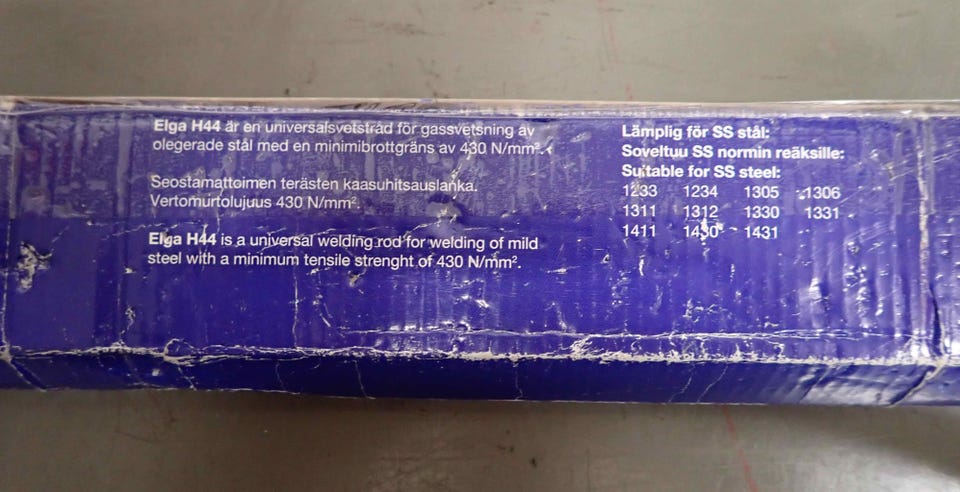 Elga H44 är en universalsvetstråd för gassvetsning av
olegerade stål med en minimibrottgräns av 430 N/mm².
Seostamattoimen terästen kaasuhitsauslanka.
Vertomurtolujuus 430 N/mm².
Elga H44 is a universal welding rod for welding of mild
steel with a minimum tensile strenght of 430 N/mm².
Lämplig för SS stål:
Soveltuu SS normin reäksille:
Suitable for SS steel:
1233 1234 1305 1306
1311 1312 1330 1331
1411 1430 1431